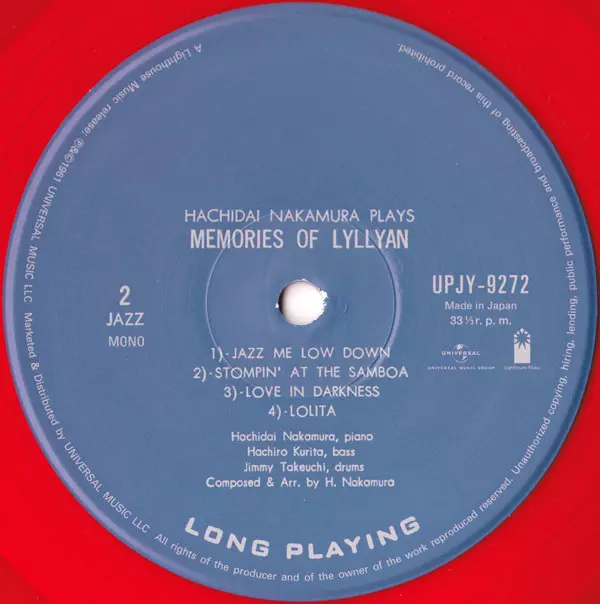 HACHIDAI NAKAMURA PLAYS
MEMORIES OF LYLLYAN
2
JAZZ
MONO
UPJY-9272
Made in Japan
33 1/3 r. p. m.
1)-JAZZ ME LOW DOWN
2)-STOMPIN' AT THE SAMBOA
3)-LOVE IN DARKNESS
4)-LOLITA
UNIVERSAL
UNIVERSAL MUSIC GROUP
Lighthouse Music
Hachidai Nakamura, piano
Hachiro Kurita, bass
Jimmy Takeuchi, drums
Composed & Arr. by H. Nakamura
LONG PLAYING
A Lighthouse Music release; ℗&©1961 UNIVERSAL MUSIC LLC Marketed & Distributed by UNIVERSAL MUSIC LLC All rights of the producer and of the owner of the work reproduced reserved. Unauthorized copying, hiring, lending, public performance and broadcasting of this record prohibited.